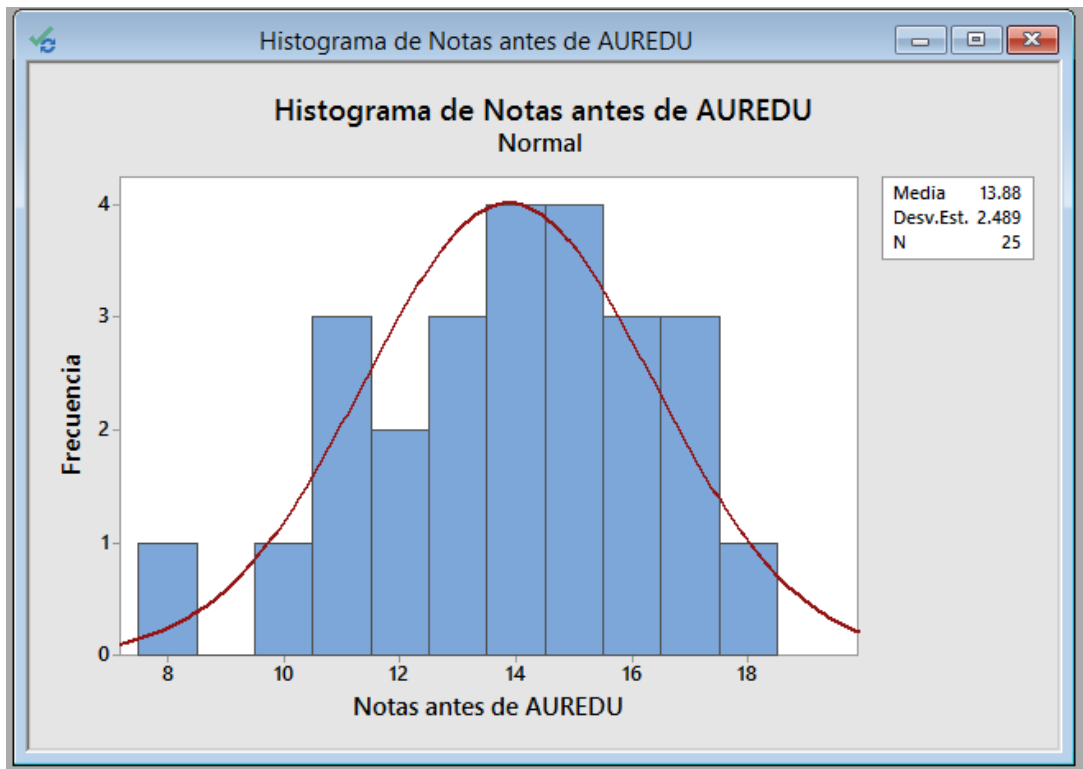 Histograma de Notas antes de AUREDU
Histograma de Notas antes de AUREDU
Normal
Media 13.88
Desv.Est. 2.489
N 25
Frecuencia
4
3
2
1
0
8 10 12 14 16 18
Notas antes de AUREDU